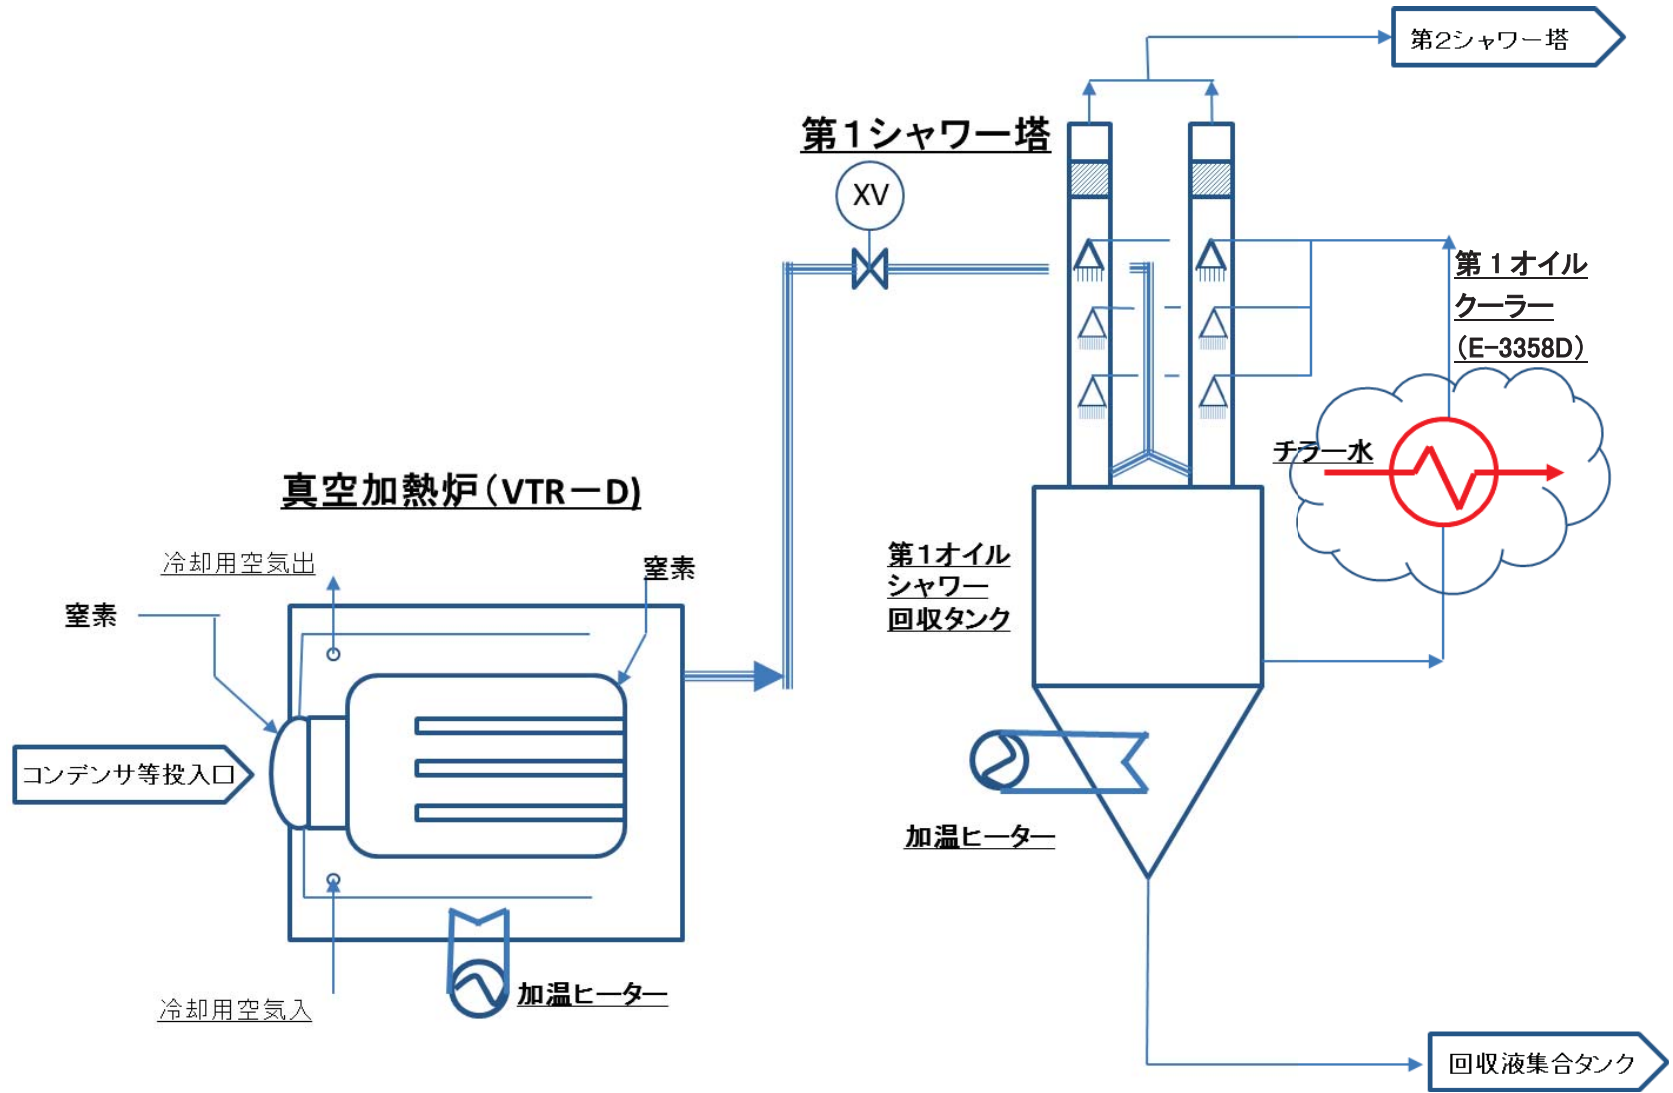 第2シャワー塔
第1シャワー塔
XV
第1オイル
クーラー
(E-3358D)
チラー水
真空加熱炉(VTR-D)
第1オイル
シャワー
回収タンク
冷却用空気出
窒素
窒素
コンデンサ等投入口
加温ヒーター
加温ヒーター
冷却用空気入
回収液集合タンク